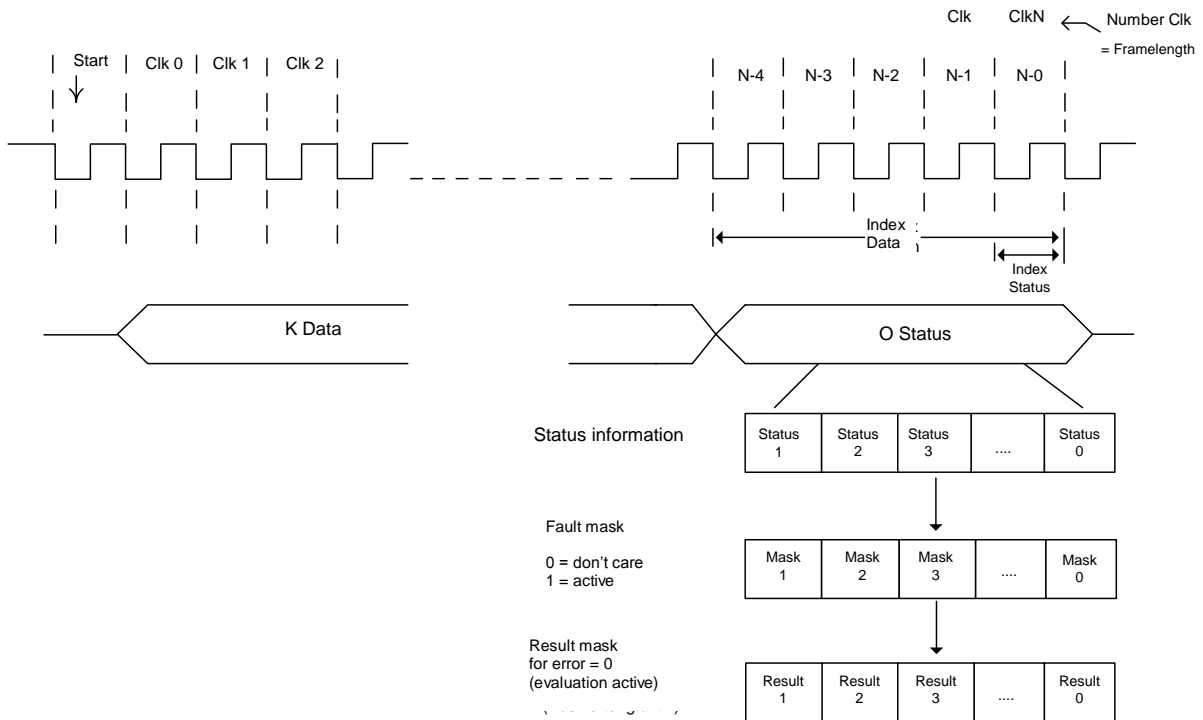 Clk ClkN Number Clk
= Framelength
Start Clk 0 Clk 1 Clk 2
N-4 N-3 N-2 N-1 N-0
Index
Data
Index
Status
K Data
O Status
Status information
Status
1
Status
2
Status
3
....
Status
0
Fault mask
0 = don't care
1 = active
Mask
1
Mask
2
Mask
3
....
Mask
0
Result mask
for error = 0
(evaluation active)
Result
1
Result
2
Result
3
....
Result
0